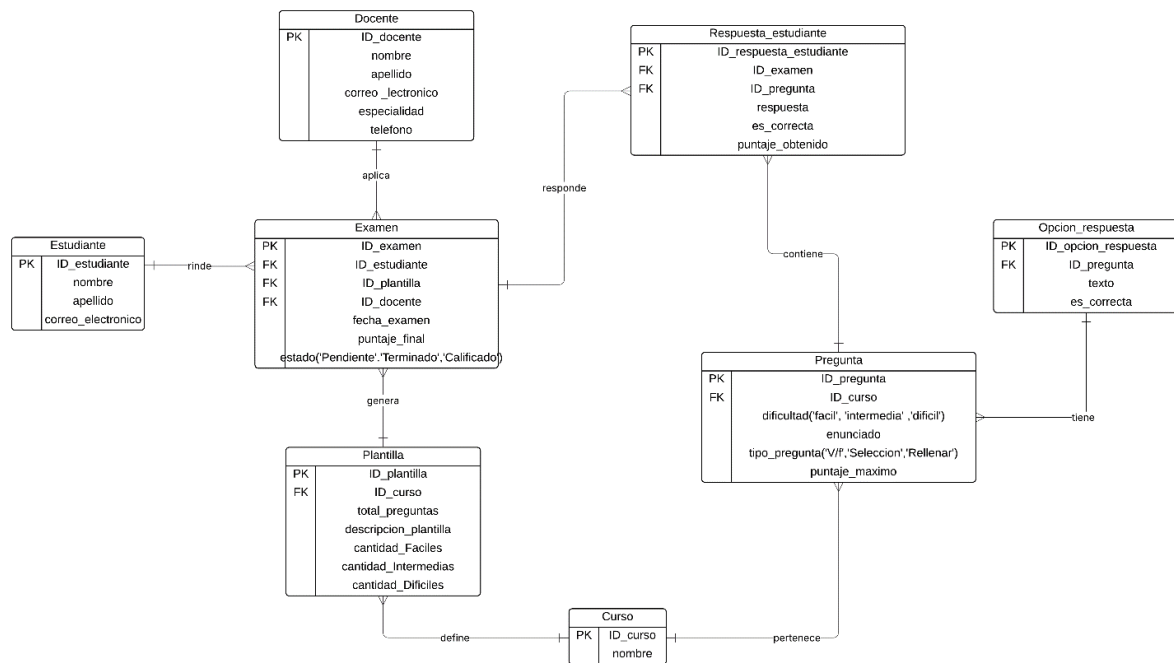 Docente
PK ID_docente
nombre
apellido
correo _lectronico
especialidad
telefono
aplica
Respuesta_estudiante
PK ID_respuesta_estudiante
FK ID_examen
FK ID_pregunta
respuesta
es_correcta
puntaje_obtenido
responde
contiene
Estudiante
PK ID_estudiante
nombre
apellido
correo_electronico
rinde
Examen
PK ID_examen
FK ID_estudiante
FK ID_plantilla
FK ID_docente
fecha_examen
puntaje_final
estado('Pendiente'.'Terminado','Calificado')
genera
Opcion_respuesta
PK ID_opcion_respuesta
FK ID_pregunta
texto
es_correcta
tiene
Pregunta
PK ID_pregunta
FK ID_curso
dificultad('facil', 'intermedia' ,'dificil')
enunciado
tipo_pregunta('V/f','Seleccion','Rellenar')
puntaje_maximo
Plantilla
PK ID_plantilla
FK ID_curso
total_preguntas
descripcion_plantilla
cantidad_Faciles
cantidad_Intermedias
cantidad_Dificiles
define
Curso
PK ID_curso
nombre
pertenece